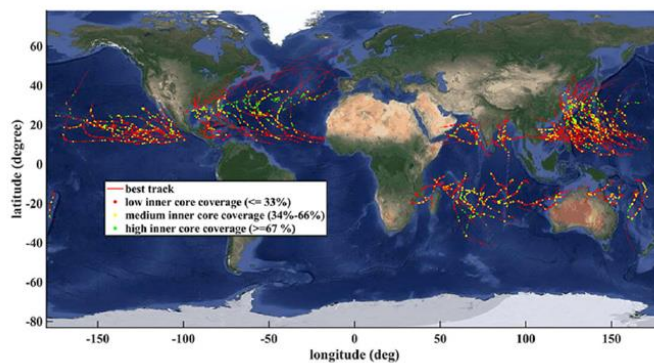 60
40
20
0
-20
-40
-60
-80
latitude (degree)
best track
low inner core coverage (<= 33%)
medium inner core coverage (34%-66%)
high inner core coverage (>=67 %)
-150
-100
-50
0
50
100
150
longitude (deg)